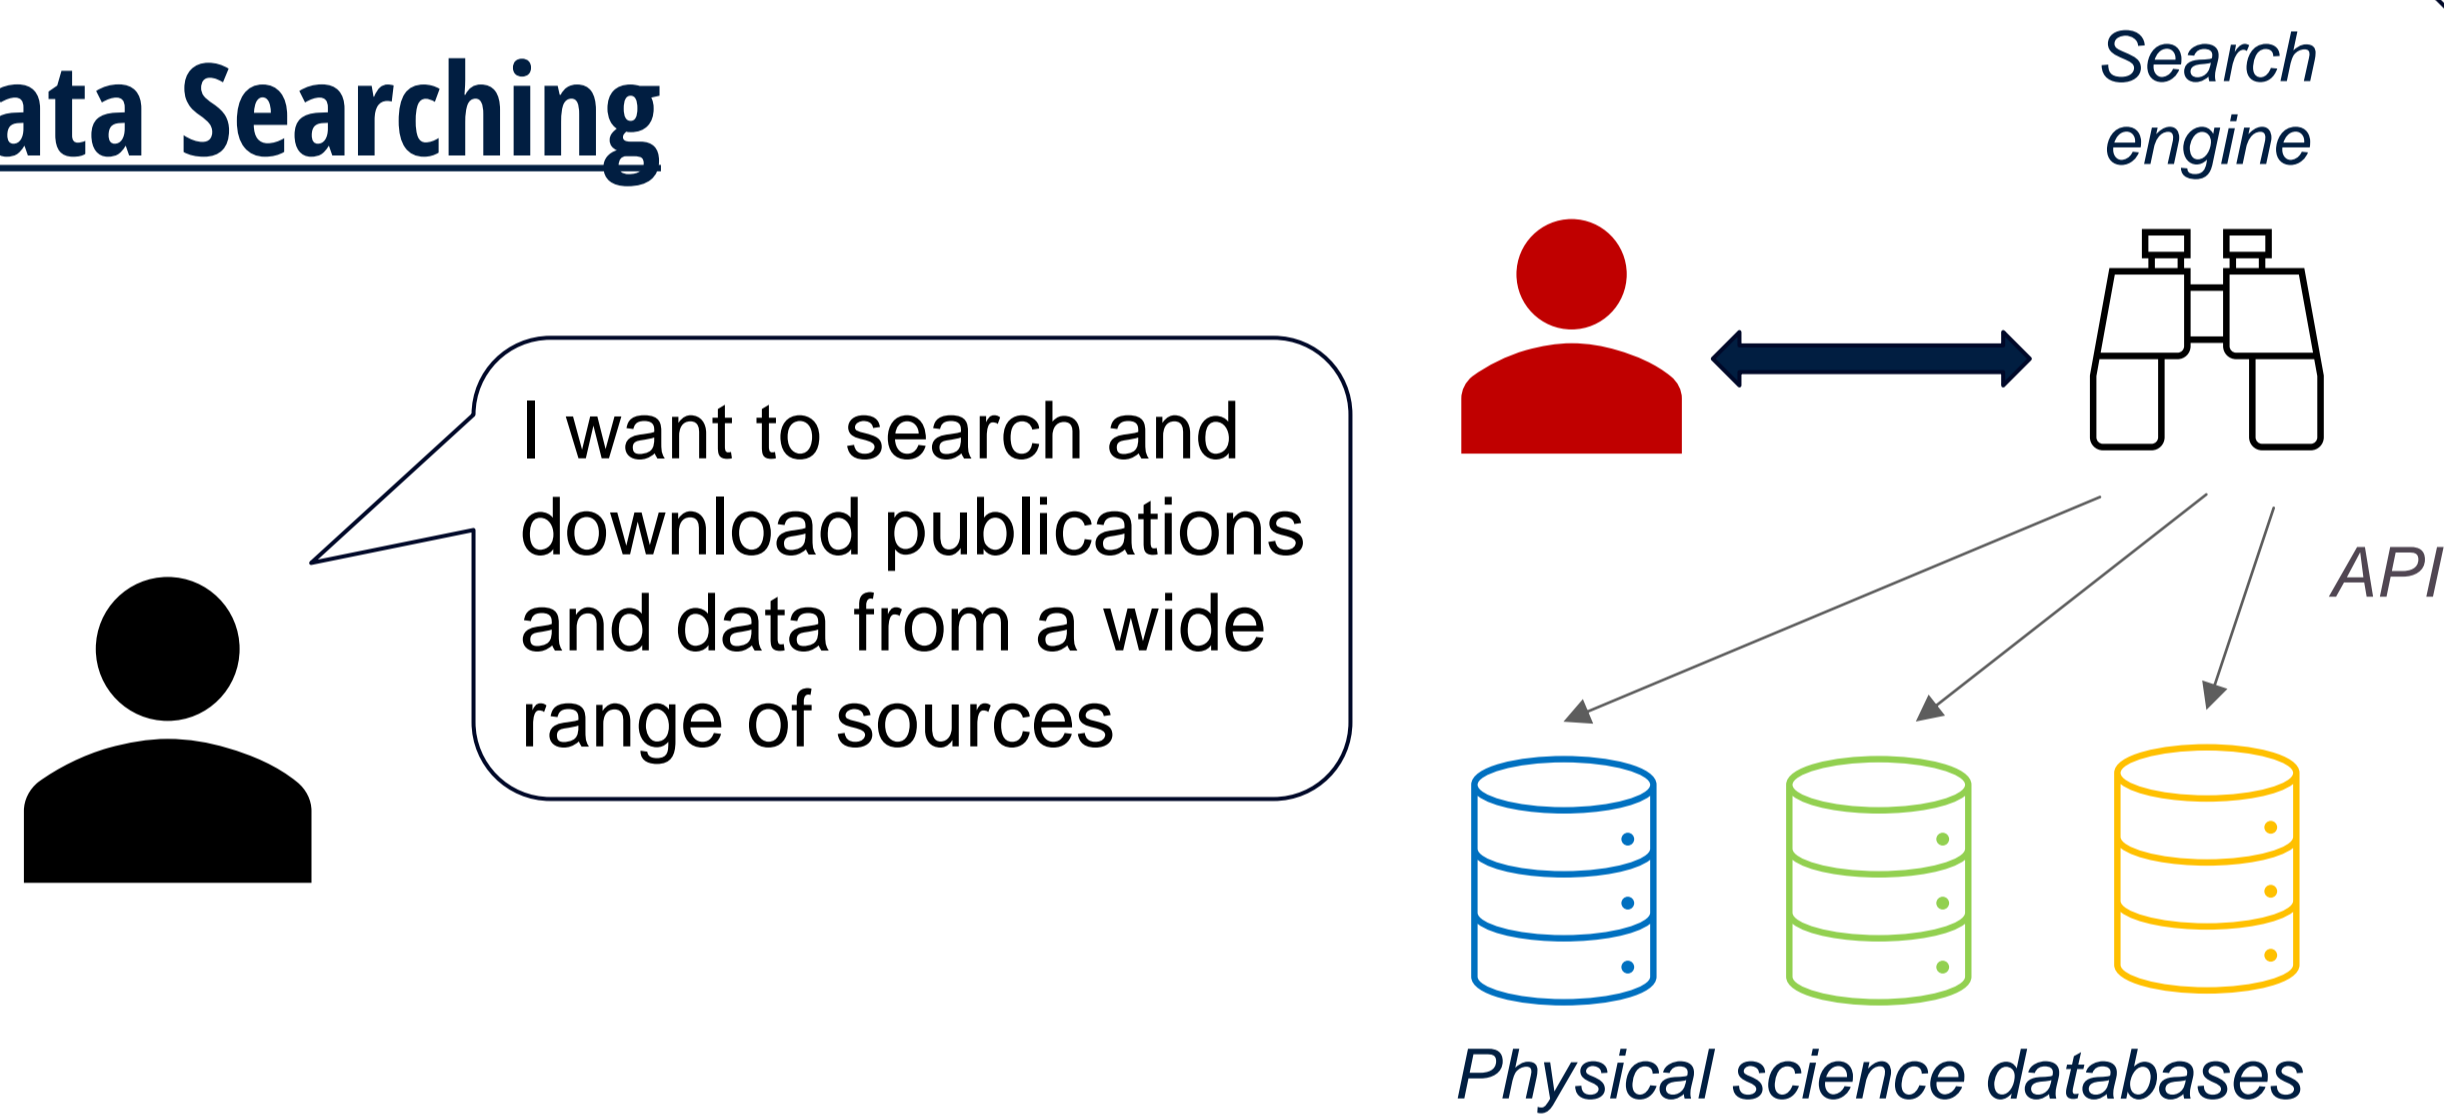 ata Searching
Search
engine
I want to search and
download publications
and data from a wide
range of sources
API
Physical science databases